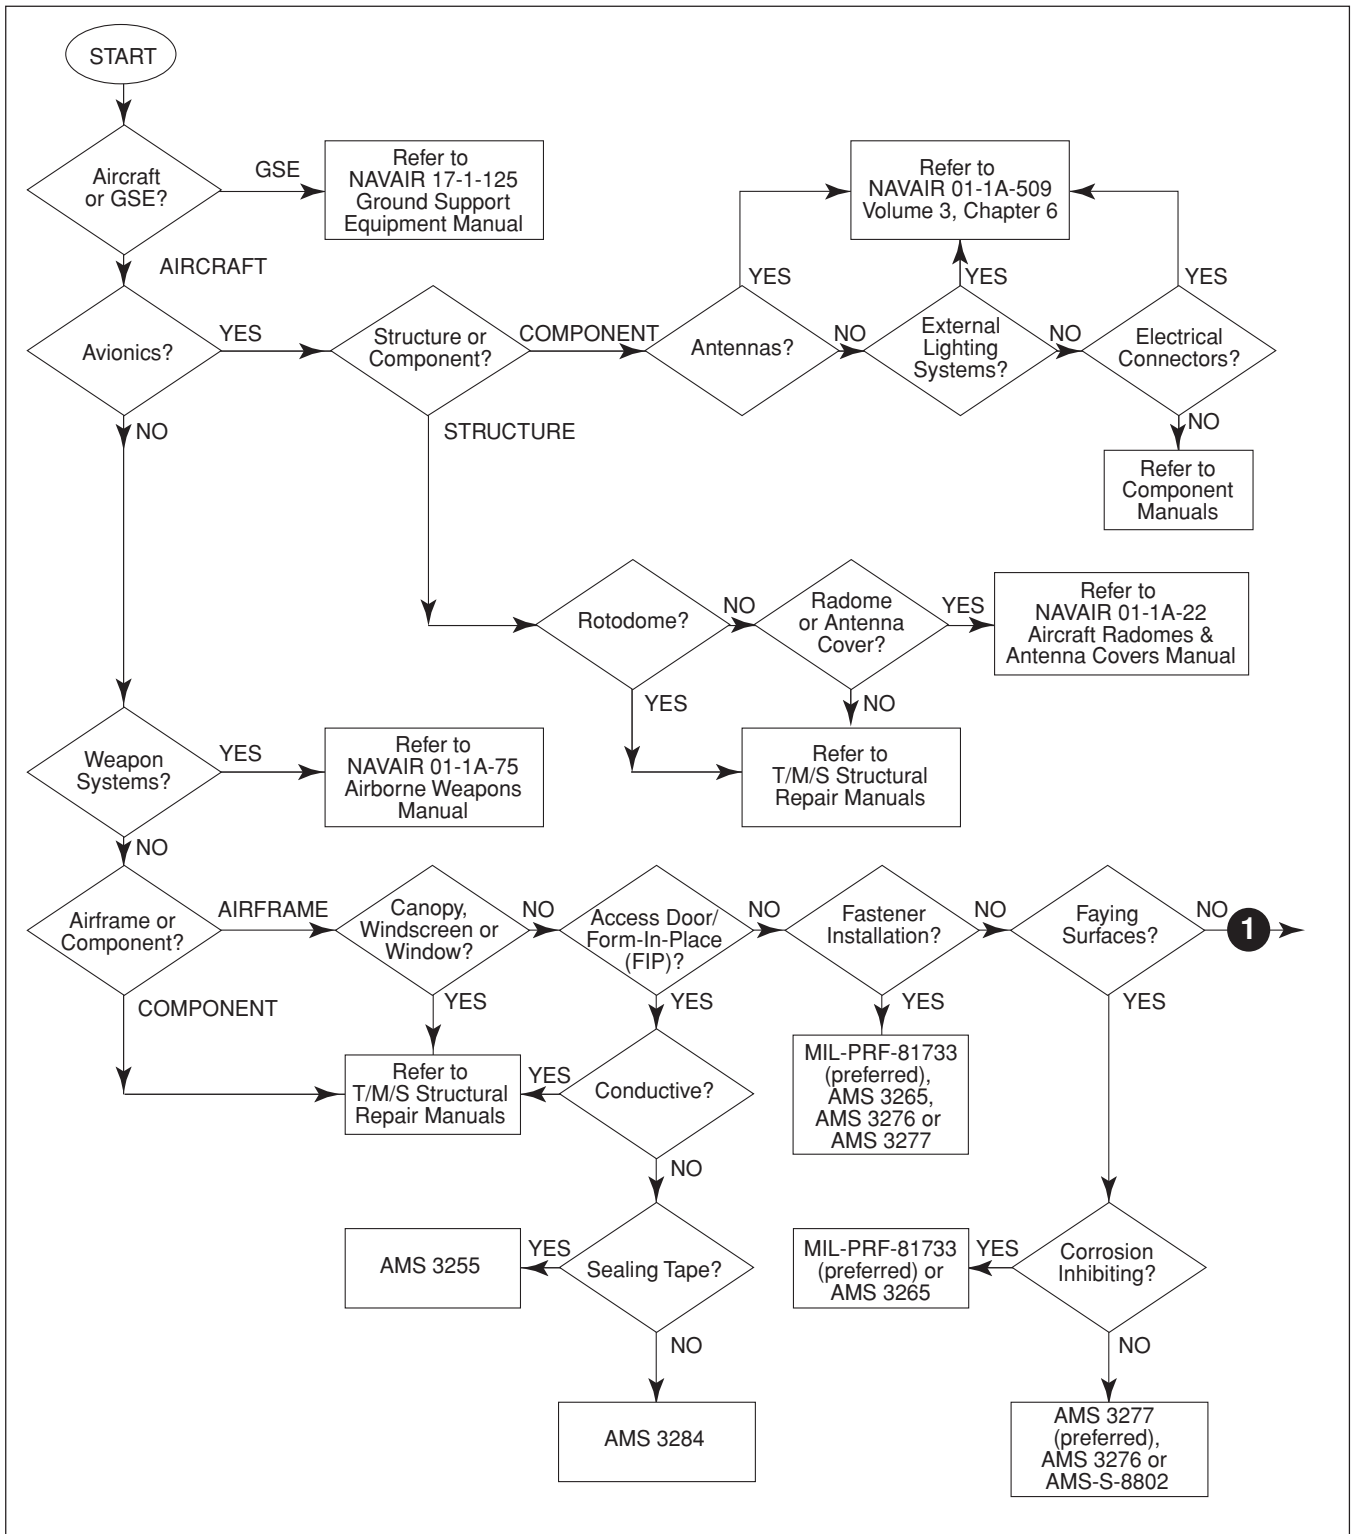 START
Aircraft
or GSE?
GSE
Refer to
NAVAIR 17-1-125
Ground Support
Equipment Manual
Refer to
NAVAIR 01-1A-509
Volume 3, Chapter 6
AIRCRAFT
YES
YES
YES
Avionics?
YES
Structure or
Component?
COMPONENT
Antennas?
NO
External
Lighting
Systems?
NO
Electrical
Connectors?
NO
STRUCTURE
NO
Refer to
Component
Manuals
Rotodome?
NO
Radome
or Antenna
Cover?
YES
Refer to
NAVAIR 01-1A-22
Aircraft Radomes &
Antenna Covers Manual
YES
NO
Weapon
Systems?
YES
Refer to
NAVAIR 01-1A-75
Airborne Weapons
Manual
Refer to
T/M/S Structural
Repair Manuals
NO
Airframe or
Component?
AIRFRAME
Canopy,
Windscreen or
Window?
NO
Access Door/
Form-In-Place
(FIP)?
NO
Fastener
Installation?
NO
Faying
Surfaces?
NO
1
COMPONENT
YES
YES
YES
YES
Refer to
T/M/S Structural
Repair Manuals
YES
Conductive?
MIL-PRF-81733
(preferred),
AMS 3265,
AMS 3276 or
AMS 3277
NO
AMS 3255
YES
Sealing Tape?
MIL-PRF-81733
(preferred) or
AMS 3265
YES
Corrosion
Inhibiting?
NO
NO
AMS 3284
AMS 3277
(preferred),
AMS 3276 or
AMS-S-8802